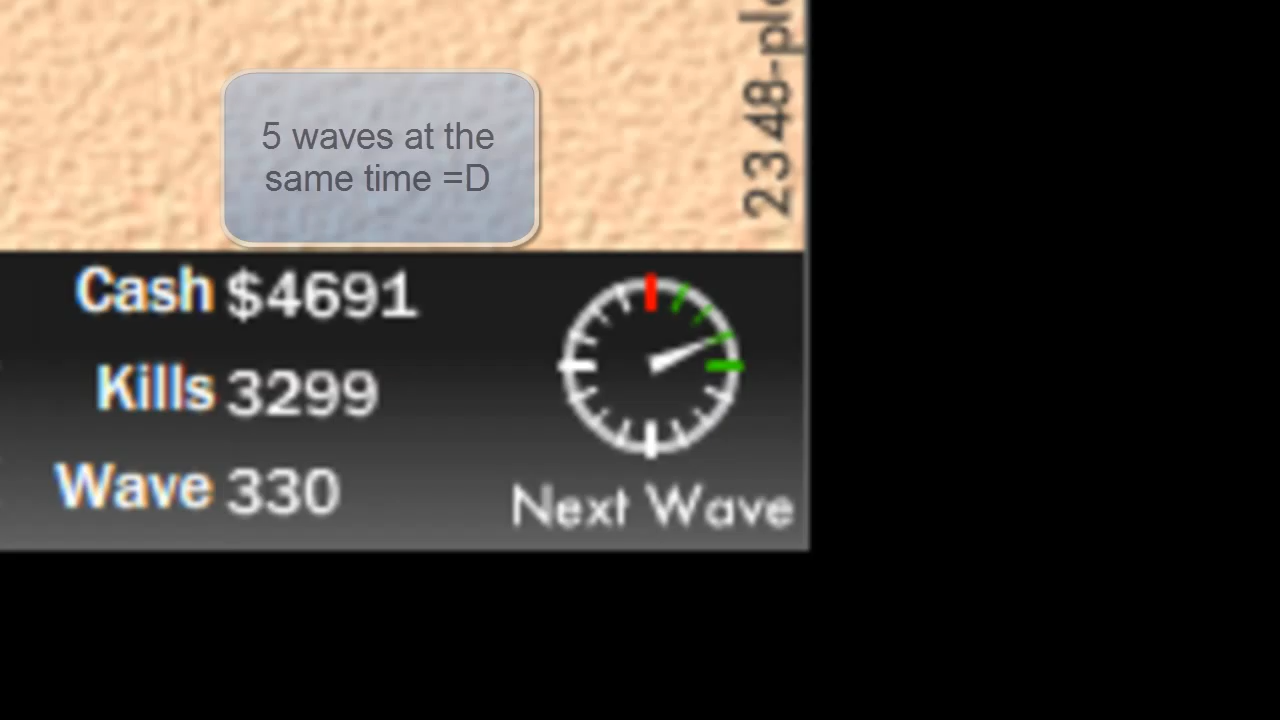 5 waves at the
same time =D
2348-pl
Cash $4691
Kills 3299
Wave 330
Next Wave